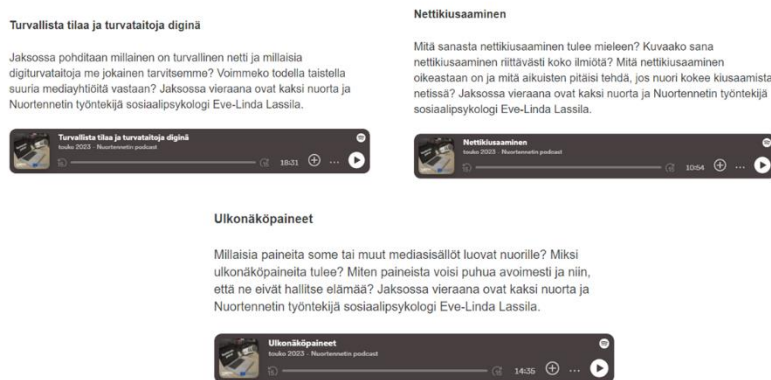 Turvallista tilaa ja turvataitoja diginä
Jaksossa pohditaan millainen on turvallinen netti ja millaisia
digiturvataitoja me jokainen tarvitsemme? Voimmeko todella taistella
suuria mediayhtiöitä vastaan? Jaksossa vieraana ovat kaksi nuorta ja
Nuortennetin työntekijä sosiaalipsykologi Eve-Linda Lassila.
Turvallista tilaa ja turvataitoja diginä
touko 2023 · Nuortennetin podcast
18:31
Nettikiusaaminen
Mitä sanasta nettikiusaaminen tulee mieleen? Kuvaako sana
nettikiusaaminen riittävästi koko ilmiötä? Mitä nettikiusaaminen
oikeastaan on ja mitä aikuisten pitäisi tehdä, jos nuori kokee kiusaamista
netissä? Jaksossa vieraana ovat kaksi nuorta ja Nuortennetin työntekijä
sosiaalipsykologi Eve-Linda Lassila.
Nettikiusaaminen
touko 2023 · Nuortennetin podcast
10:54
Ulkonäköpaineet
Millaisia paineita some tai muut mediasisällöt luovat nuorille? Miksi
ulkonäköpaineita tulee? Miten paineista voisi puhua avoimesti ja niin,
että ne eivät hallitse elämää? Jaksossa vieraana ovat kaksi nuorta ja
Nuortennetin työntekijä sosiaalipsykologi Eve-Linda Lassila.
Ulkonäköpaineet
touko 2023 · Nuortennetin podcast
14:35